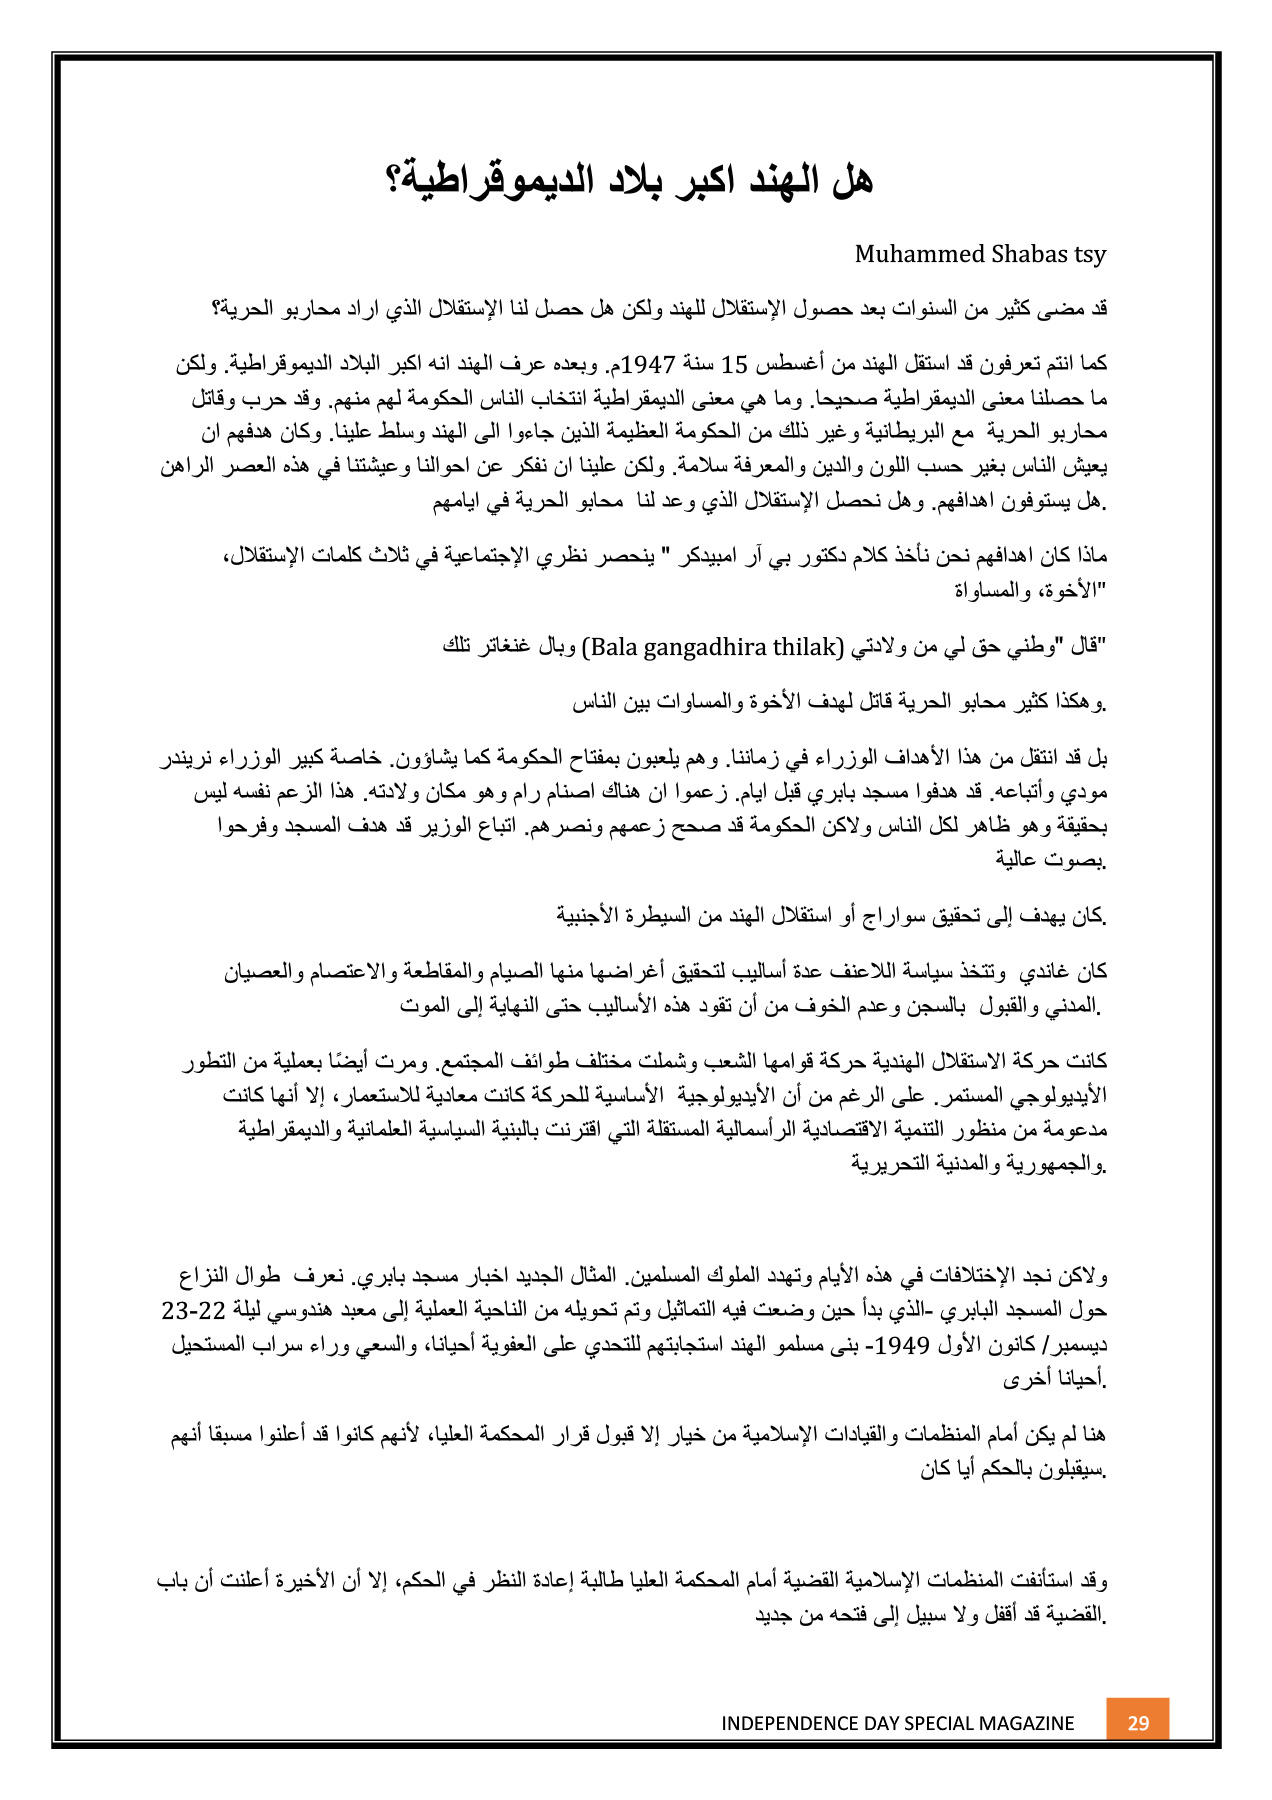 هل الهند اكبر بلاد الديموقراطية؟
Muhammed Shabas tsy
قد مضى كثير من السنوات بعد حصول الإستقلال للهند ولكن هل حصل لنا الإستقلال الذي اراد محاربو الحرية؟
كما انتم تعرفون قد استقل الهند من أغسطس 15 سنة 1947م. وبعده عرف الهند انه اكبر البلاد الديموقراطية. ولكن
ما حصلنا معنى الديمقراطية صحيحا. وما هي معنى الديمقراطية انتخاب الناس الحكومة لهم منهم. وقد حرب وقاتل
محاربو الحرية مع البريطانية وغير ذلك من الحكومة العظيمة الذين جاءوا الى الهند وسلط علينا. وكان هدفهم ان
يعيش الناس بغير حسب اللون والدين والمعرفة سلامة. ولكن علينا ان نفكر عن احوالنا وعيشتنا في هذه العصر الراهن
.هل يستوفون اهدافهم. وهل نحصل الإستقلال الذي وعد لنا محابو الحرية في ايامهم
ماذا كان اهدافهم نحن نأخذ كلام دكتور بي آر امبيدكر " ينحصر نظري الإجتماعية في ثلاث كلمات الإستقلال،
"الأخوة، والمساواة
"قال "وطني حق لي من ولادتي (Bala gangadhira thilak) وبال غنغاتر تلك
.وهكذا كثير محابو الحرية قاتل لهدف الأخوة والمساوات بين الناس
بل قد انتقل من هذا الأهداف الوزراء في زماننا. وهم يلعبون بمفتاح الحكومة كما يشاؤون. خاصة كبير الوزراء نريندر
مودي وأتباعه. قد هدفوا مسجد بابري قبل ايام. زعموا ان هناك اصنام رام وهو مكان ولادته. هذا الزعم نفسه ليس
بحقيقة وهو ظاهر لكل الناس ولاكن الحكومة قد صحح زعمهم ونصرهم. اتباع الوزير قد هدف المسجد وفرحوا
.بصوت عالية
.كان يهدف إلى تحقيق سواراج أو استقلال الهند من السيطرة الأجنبية
كان غاندي وتتخذ سياسة اللاعنف عدة أساليب لتحقيق أغراضها منها الصيام والمقاطعة والاعتصام والعصيان
.المدني والقبول بالسجن وعدم الخوف من أن تقود هذه الأساليب حتى النهاية إلى الموت
كانت حركة الاستقلال الهندية حركة قوامها الشعب وشملت مختلف طوائف المجتمع. ومرت أيضًا بعملية من التطور
الأيديولوجي المستمر. على الرغم من أن الأيديولوجية الأساسية للحركة كانت معادية للاستعمار، إلا أنها كانت
مدعومة من منظور التنمية الاقتصادية الرأسمالية المستقلة التي اقترنت بالبنية السياسية العلمانية والديمقراطية
.والجمهورية والمدنية التحريرية
ولاكن نجد الإختلافات في هذه الأيام وتهدد الملوك المسلمين. المثال الجديد اخبار مسجد بابري. نعرف طوال النزاع
حول المسجد البابري -الذي بدأ حين وضعت فيه التماثيل وتم تحويله من الناحية العملية إلى معبد هندوسي ليلة 22-23
ديسمبر/ كانون الأول 1949- بنى مسلمو الهند استجابتهم للتحدي على العفوية أحيانا، والسعي وراء سراب المستحيل
.أحيانا أخرى
هنا لم يكن أمام المنظمات والقيادات الإسلامية من خيار إلا قبول قرار المحكمة العليا، لأنهم كانوا قد أعلنوا مسبقا أنهم
.سيقبلون بالحكم أيا كان
وقد استأنفت المنظمات الإسلامية القضية أمام المحكمة العليا طالبة إعادة النظر في الحكم، إلا أن الأخيرة أعلنت أن باب
.القضية قد أقفل ولا سبيل إلى فتحه من جديد
INDEPENDENCE DAY SPECIAL MAGAZINE 29